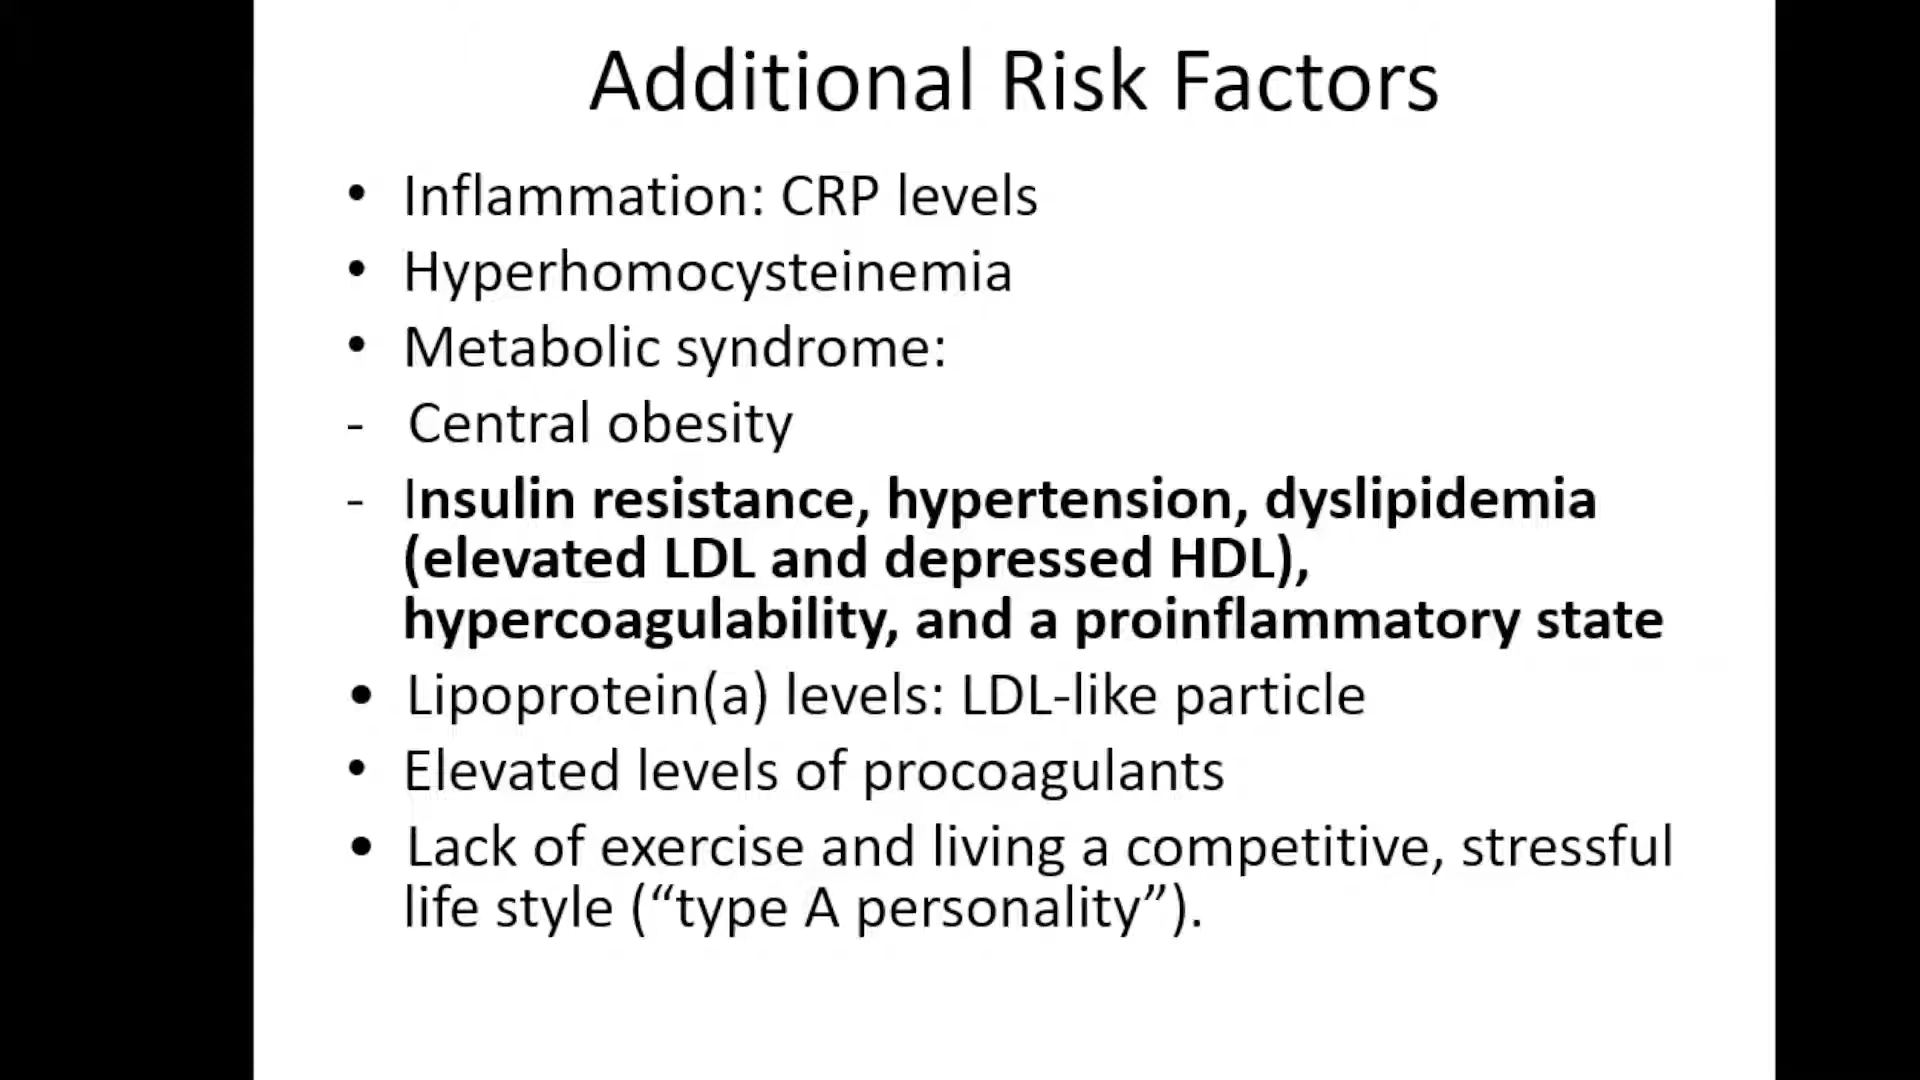 Additional Risk Factors
• Inflammation: CRP levels
• Hyperhomocysteinemia
• Metabolic syndrome:
- Central obesity
- Insulin resistance, hypertension, dyslipidemia
(elevated LDL and depressed HDL),
hypercoagulability, and a proinflammatory state
• Lipoprotein(a) levels: LDL-like particle
• Elevated levels of procoagulants
• Lack of exercise and living a competitive, stressful
life style (“type A personality”).